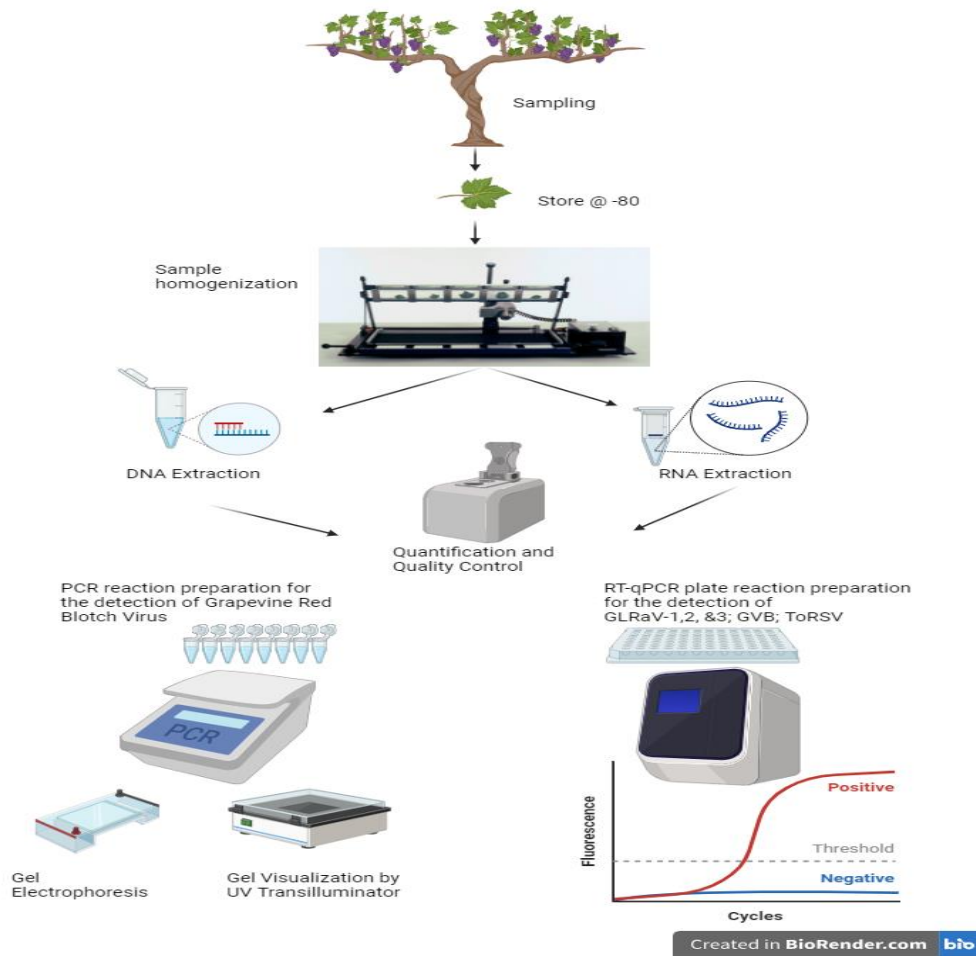 Sampling
Store @ -80
Sample
homogenization
DNA Extraction
RNA Extraction
Quantification and
Quality Control
PCR reaction preparation for
the detection of Grapevine Red
Blotch Virus
RT-qPCR plate reaction preparation
for the detection of
GLRaV-1,2, &3; GVB; ToRSV
PCR
Gel
Electrophoresis
Gel Visualization by
UV Transilluminator
Fluorescence
Positive
Threshold
Negative
Cycles
Created in BioRender.com bio